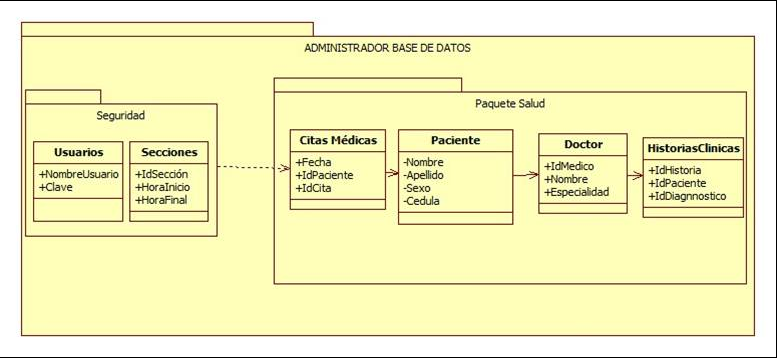 ADMINISTRADOR BASE DE DATOS
Seguridad
Usuarios
+NombreUsuario
+Clave
Secciones
+IdSección
+HoraInicio
+HoraFinal
Paquete Salud
Citas Médicas
+Fecha
+IdPaciente
+IdCita
Paciente
-Nombre
-Apellido
-Sexo
-Cedula
Doctor
+IdMedico
+Nombre
+Especialidad
HistoriasClinicas
+IdHistoria
+IdPaciente
+IdDiagnnostico